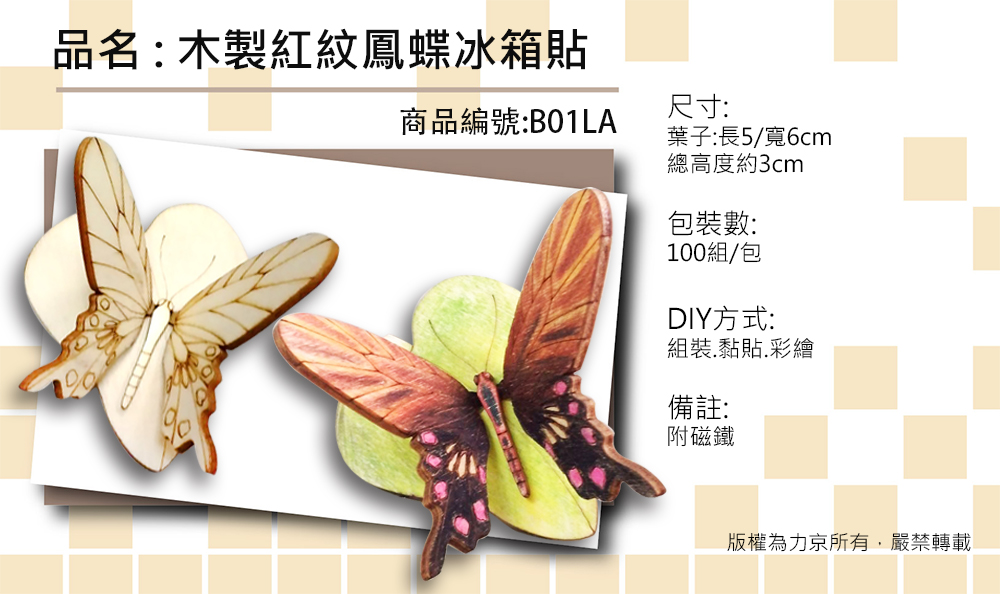 品名 : 木製紅紋鳳蝶冰箱貼
商品編號:B01LA
尺寸:
葉子:長5/寬6cm
總高度約3cm
包裝數:
100組/包
DIY方式:
組裝.黏貼.彩繪
備註:
附磁鐵
版權為力京所有，嚴禁轉載